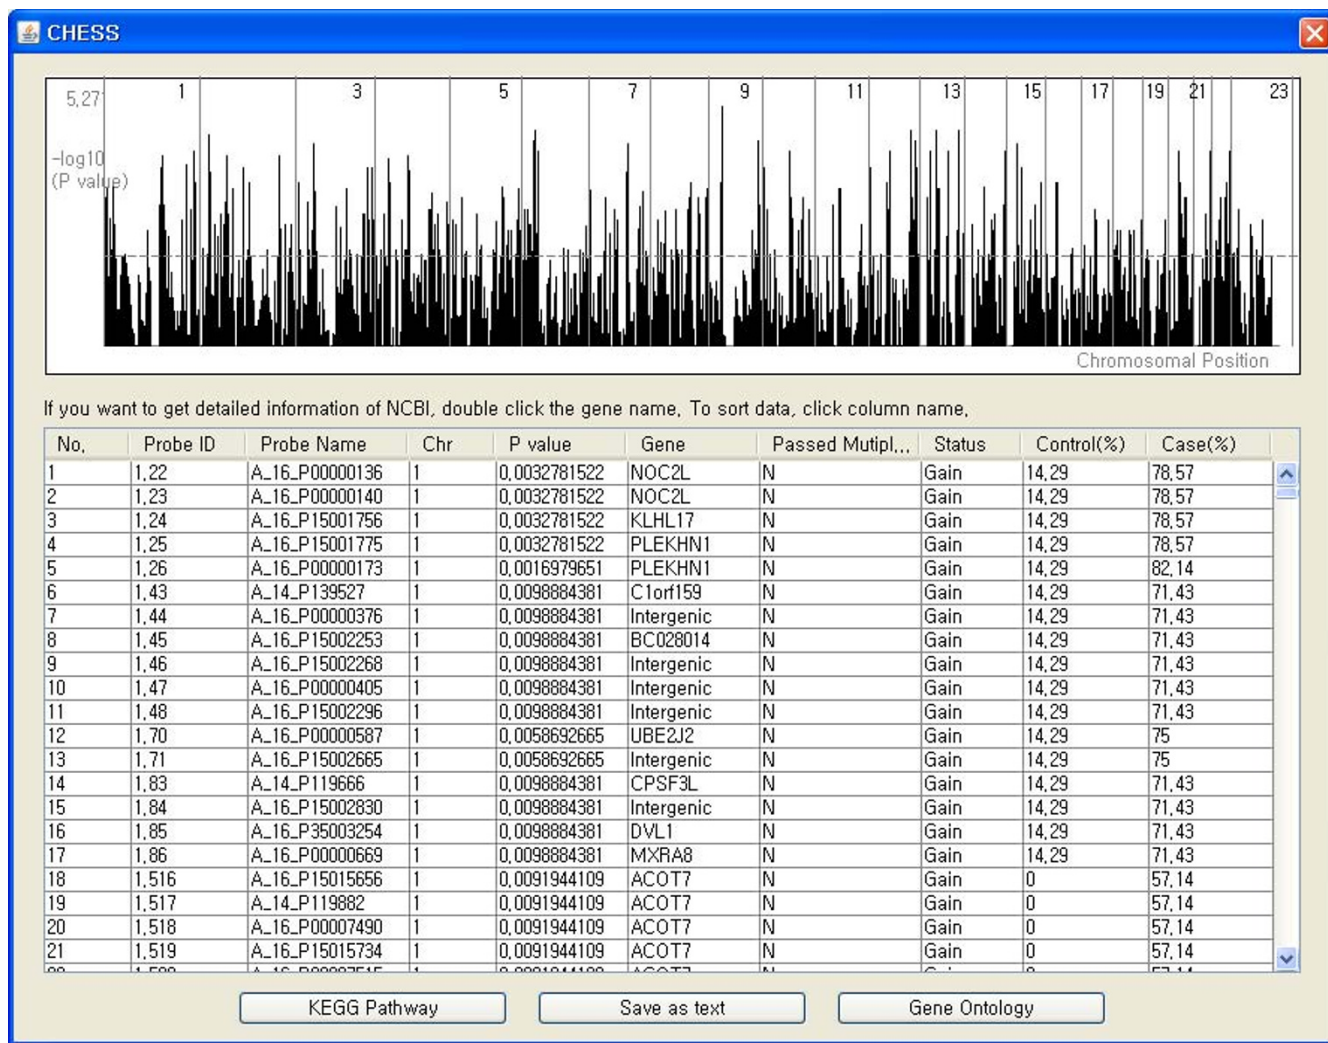 CHESS
5,27 1 3 5 7 9 11 13 15 17 19 21 23
-log10
(P value)
Chromosomal Position
If you want to get detailed information of NCBI, double click the gene name, To sort data, click column name,
No, Probe ID Probe Name Chr P value Gene Passed Mutipl,,, Status Control(%) Case(%)
1 1,22 A_16_P00000136 1 0,0032781522 NOC2L N Gain 14,29 78,57
2 1,23 A_16_P00000140 1 0,0032781522 NOC2L N Gain 14,29 78,57
3 1,24 A_16_P15001756 1 0,0032781522 KLHL17 N Gain 14,29 78,57
4 1,25 A_16_P15001775 1 0,0032781522 PLEKHN1 N Gain 14,29 78,57
5 1,26 A_16_P00000173 1 0,0016979651 PLEKHN1 N Gain 14,29 82,14
6 1,43 A_14_P139527 1 0,0098884381 C1orf159 N Gain 14,29 71,43
7 1,44 A_16_P00000376 1 0,0098884381 Intergenic N Gain 14,29 71,43
8 1,45 A_16_P15002253 1 0,0098884381 BC028014 N Gain 14,29 71,43
9 1,46 A_16_P15002268 1 0,0098884381 Intergenic N Gain 14,29 71,43
10 1,47 A_16_P00000405 1 0,0098884381 Intergenic N Gain 14,29 71,43
11 1,48 A_16_P15002296 1 0,0098884381 Intergenic N Gain 14,29 71,43
12 1,70 A_16_P00000587 1 0,0058692665 UBE2J2 N Gain 14,29 75
13 1,71 A_16_P15002665 1 0,0058692665 Intergenic N Gain 14,29 75
14 1,83 A_14_P119666 1 0,0098884381 CPSF3L N Gain 14,29 71,43
15 1,84 A_16_P15002830 1 0,0098884381 Intergenic N Gain 14,29 71,43
16 1,85 A_16_P35003254 1 0,0098884381 DVL1 N Gain 14,29 71,43
17 1,86 A_16_P00000669 1 0,0098884381 MXRA8 N Gain 14,29 71,43
18 1,516 A_16_P15015656 1 0,0091944109 ACOT7 N Gain 0 57,14
19 1,517 A_14_P119882 1 0,0091944109 ACOT7 N Gain 0 57,14
20 1,518 A_16_P00007490 1 0,0091944109 ACOT7 N Gain 0 57,14
21 1,519 A_16_P15015734 1 0,0091944109 ACOT7 N Gain 0 57,14
KEGG Pathway Save as text Gene Ontology